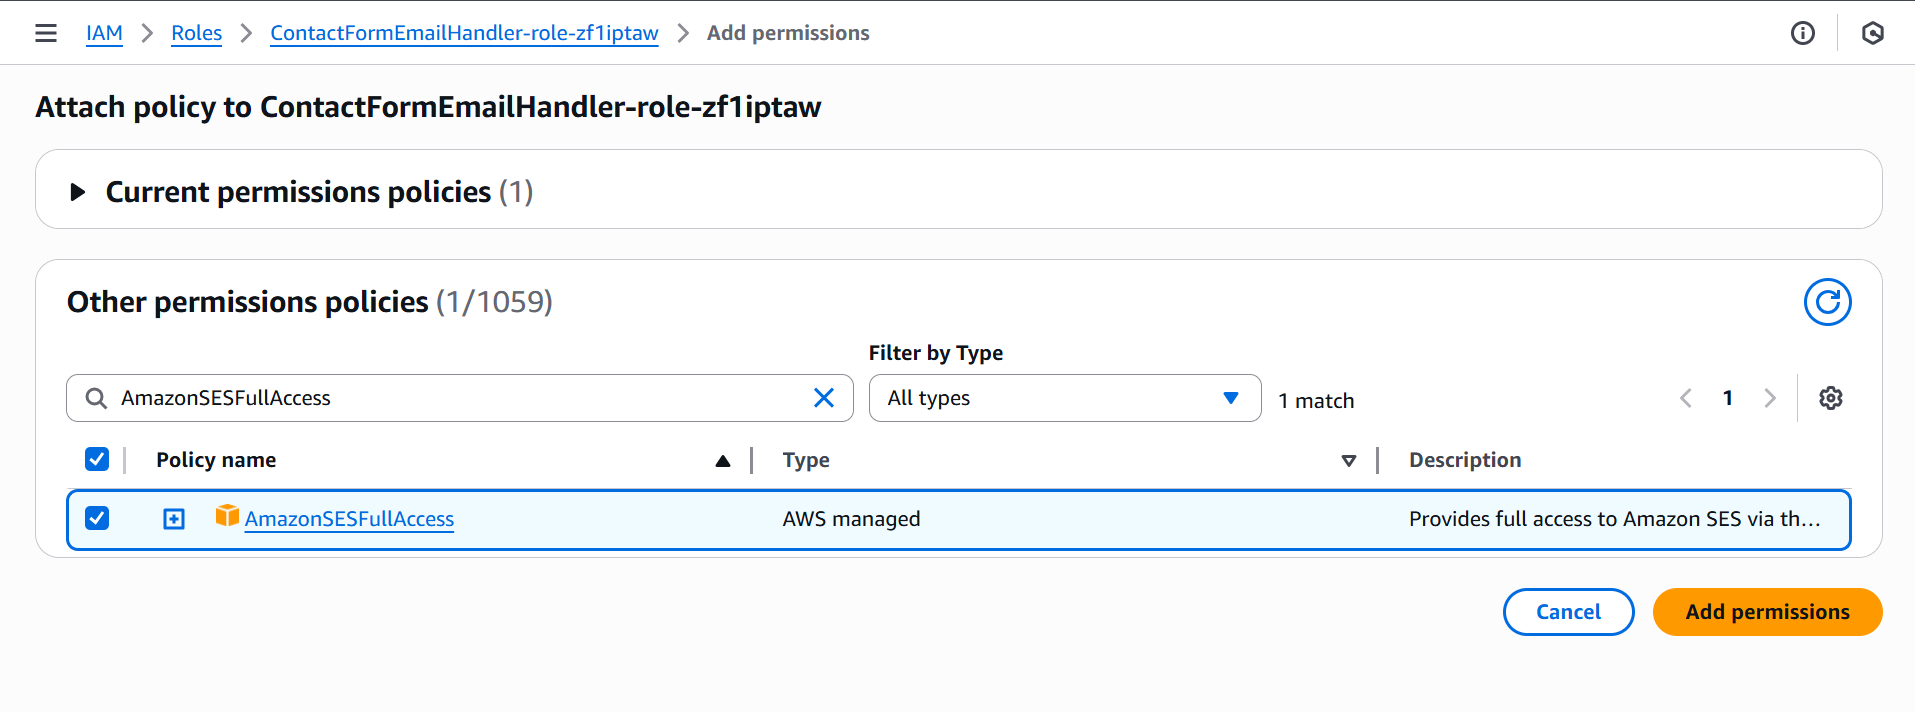 IAM > Roles > ContactFormEmailHandler-role-zf1iptaw > Add permissions
Attach policy to ContactFormEmailHandler-role-zf1iptaw
Current permissions policies (1)
Other permissions policies (1/1059)
Filter by Type
AmazonSESFullAccess All types 1 match 1
Policy name Type Description
AmazonSESFullAccess AWS managed Provides full access to Amazon SES via th...
Cancel Add permissions